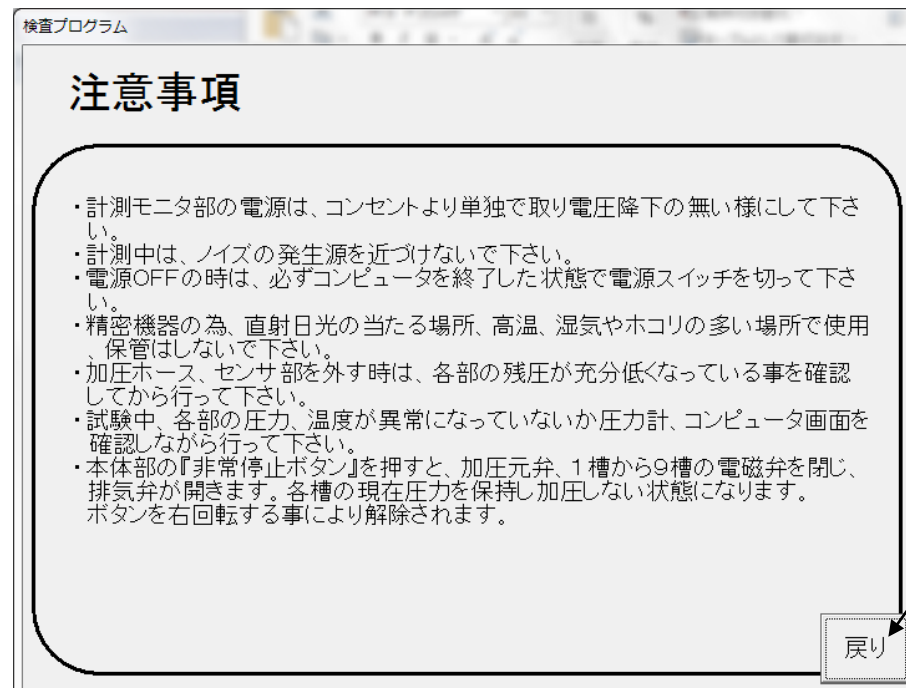 検査プログラム
注意事項
・計測モニタ部の電源は、コンセントより単独で取り電圧降下の無い様にして下さ
い。
・計測中は、ノイズの発生源を近づけないで下さい。
・電源OFFの時は、必ずコンピュータを終了した状態で電源スイッチを切って下さ
い。
・精密機器の為、直射日光の当たる場所、高温、湿気やホコリの多い場所で使用
、保管はしないで下さい。
・加圧ホース、センサ部を外す時は、各部の残圧が充分低くなっている事を確認
してから行って下さい。
・試験中、各部の圧力、温度が異常になっていないか圧力計、コンピュータ画面を
確認しながら行って下さい。
・本体部の『非常停止ボタン』を押すと、加圧元弁、1槽から9槽の電磁弁を閉じ、
排気弁が開きます。各槽の現在圧力を保持し加圧しない状態になります。
ボタンを右回転する事により解除されます。
戻り